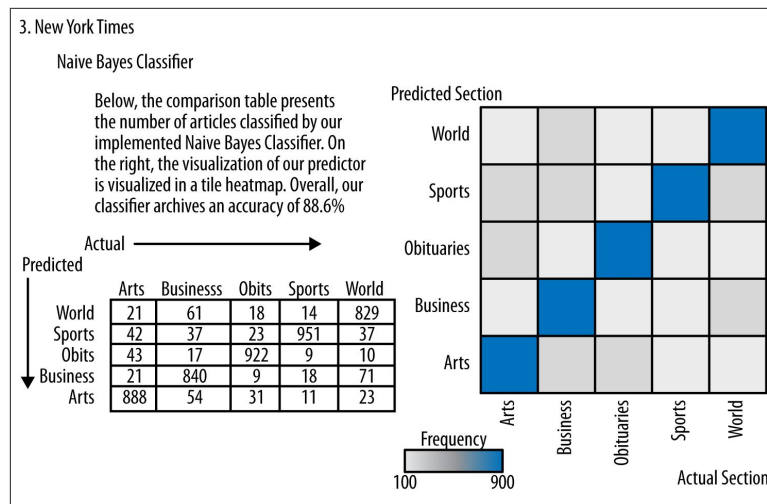 3. New York Times
Naive Bayes Classifier
Below, the comparison table presents
the number of articles classified by our
implemented Naive Bayes Classifier. On
the right, the visualization of our predictor
is visualized in a tile heatmap. Overall, our
classifier archives an accuracy of 88.6%
Actual
Predicted
Arts Businesss Obits Sports World
World 21 61 18 14 829
Sports 42 37 23 951 37
Obits 43 17 922 9 10
Business 21 840 9 18 71
Arts 888 54 31 11 23
Predicted Section
World
Sports
Obituaries
Business
Arts
Arts Business Obituaries Sports World
Actual Section
Frequency
100 900